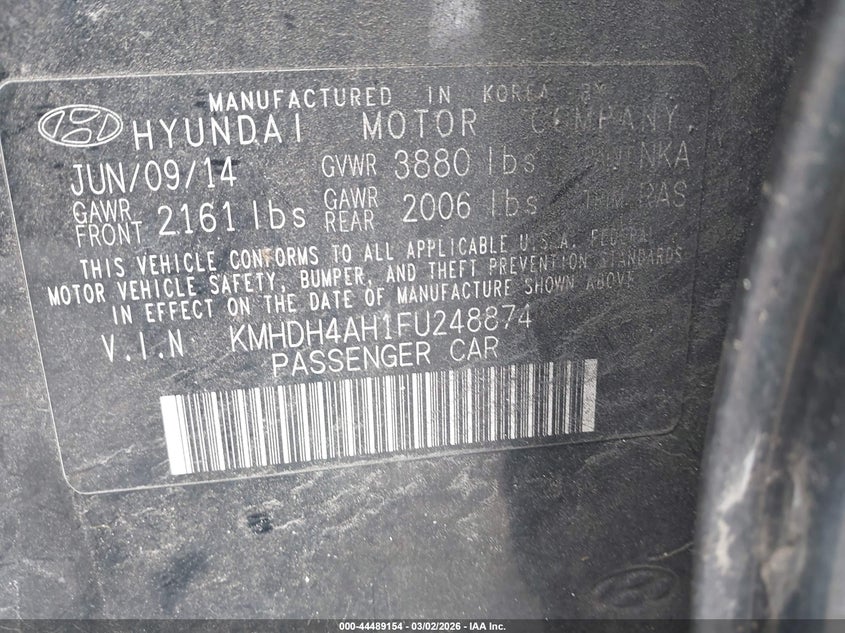 MANUFACTURED IN KOREA BY
HYUNDAI MOTOR COMPANY
JUN/09/14 GVWR 3880 lbs
GAWR FRONT 2161 lbs GAWR REAR 2006 lbs
THIS VEHICLE CONFORMS TO ALL APPLICABLE U.S.A. FEDERAL
MOTOR VEHICLE SAFETY, BUMPER, AND THEFT PREVENTION STANDARDS
IN EFFECT ON THE DATE OF MANUFACTURE SHOWN ABOVE
V.I.N KMHDH4AH1FU248874
PASSENGER CAR
000-44489154 - 03/02/2026 - IAA Inc.